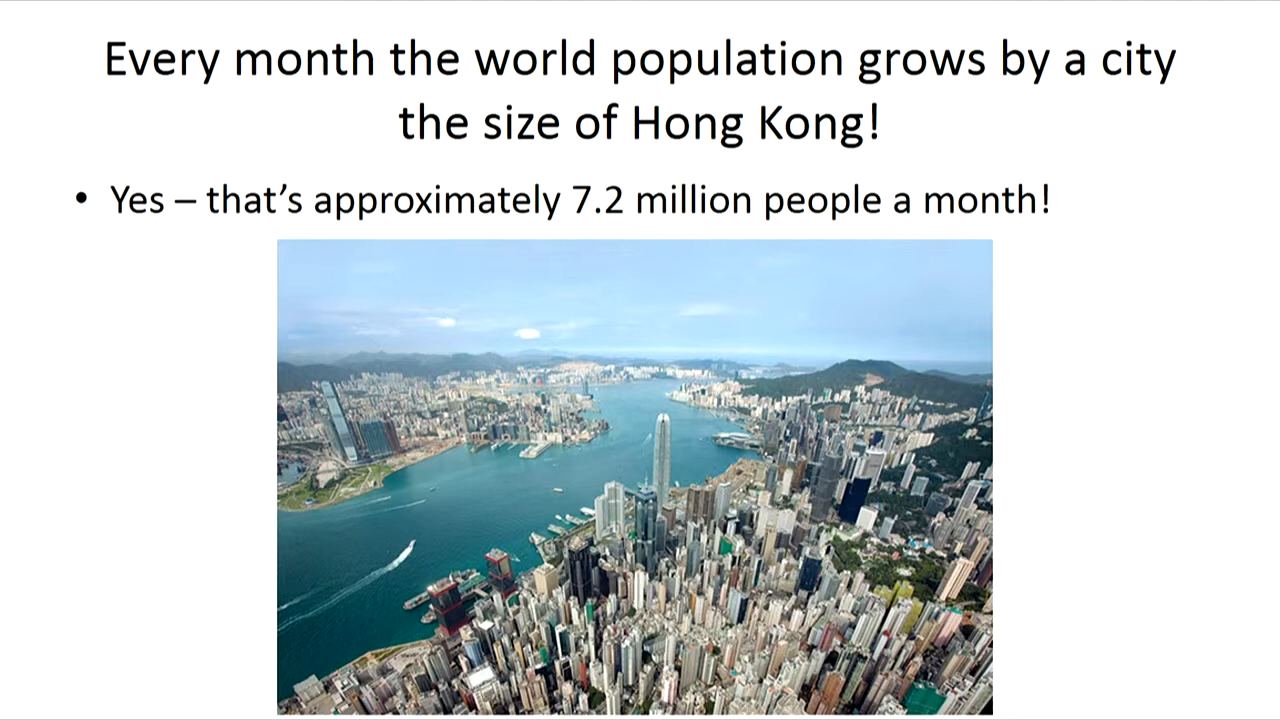 Every month the world population grows by a city
the size of Hong Kong!
• Yes – that’s approximately 7.2 million people a month!